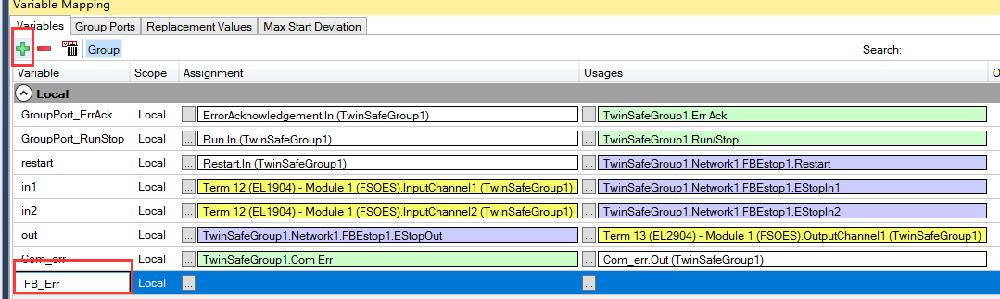 Variable Mapping
Variables Group Ports Replacement Values Max Start Deviation
Group Search:
Variable Scope Assignment Usages O
Local
GroupPort_ErrAck Local ... ErrorAcknowledgement.In (TwinSafeGroup1) ... TwinSafeGroup1.Err Ack
GroupPort_RunStop Local ... Run.In (TwinSafeGroup1) ... TwinSafeGroup1.Run/Stop
restart Local ... Restart.In (TwinSafeGroup1) ... TwinSafeGroup1.Network1.FBEstop1.Restart
in1 Local ... Term 12 (EL1904) - Module 1 (FSOES).InputChannel1 (TwinSafeGroup1) ... TwinSafeGroup1.Network1.FBEstop1.EStopIn1
in2 Local ... Term 12 (EL1904) - Module 1 (FSOES).InputChannel2 (TwinSafeGroup1) ... TwinSafeGroup1.Network1.FBEstop1.EStopIn2
out Local ... TwinSafeGroup1.Network1.FBEstop1.EStopOut ... Term 13 (EL2904) - Module 1 (FSOES).OutputChannel1 (TwinSafeGroup1)
Com_err Local ... TwinSafeGroup1.Com Err ... Com_err.Out (TwinSafeGroup1)
FB_Err Local ... ...